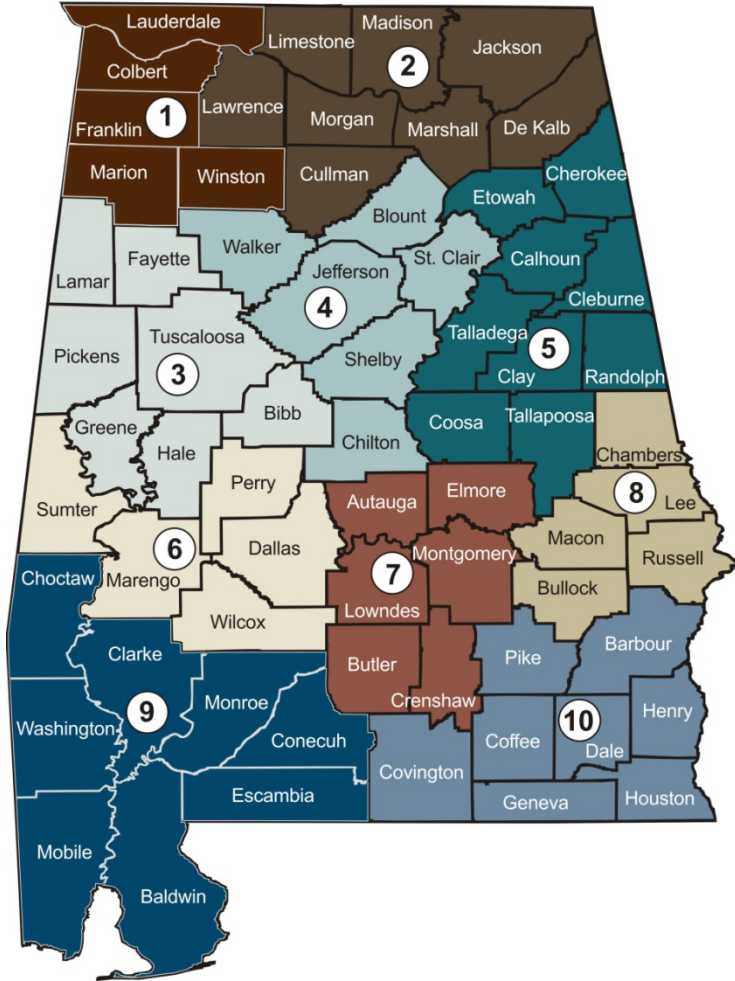 Lauderdale
Limestone
Madison
Jackson
Colbert
2
Lawrence
Franklin
1
Morgan
Marshall
De Kalb
Marion
Winston
Cullman
Cherokee
Etowah
Blount
Walker
St. Clair
Calhoun
Fayette
Lamar
Jefferson
4
Cleburne
Tuscaloosa
Talladega
Pickens
3
Shelby
5
Clay
Randolph
Bibb
Greene
Coosa
Tallapoosa
Hale
Chilton
Chambers
Perry
Autauga
Elmore
8
Lee
Sumter
6
Dallas
Montgomery
Macon
Russell
Choctaw
Marengo
7
Bullock
Lowndes
Wilcox
Clarke
Butler
Pike
Barbour
Monroe
Crenshaw
Washington
9
Conecuh
Coffee
10
Dale
Henry
Covington
Escambia
Geneva
Houston
Mobile
Baldwin